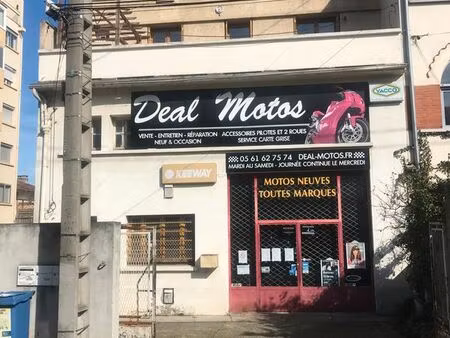 Deal Motos
VENTE - ENTRETIEN - RÉPARATION
NEUF & OCCASION
ACCESSOIRES PILOTES ET 2 ROUES
SERVICE CARTE GRISE
YACCO
05 61 62 75 74 DEAL-MOTOS.FR
MARDI AU SAMEDI - JOURNÉE CONTINUE LE MERCREDI
KEEWAY
MOTOS NEUVES
TOUTES MARQUES